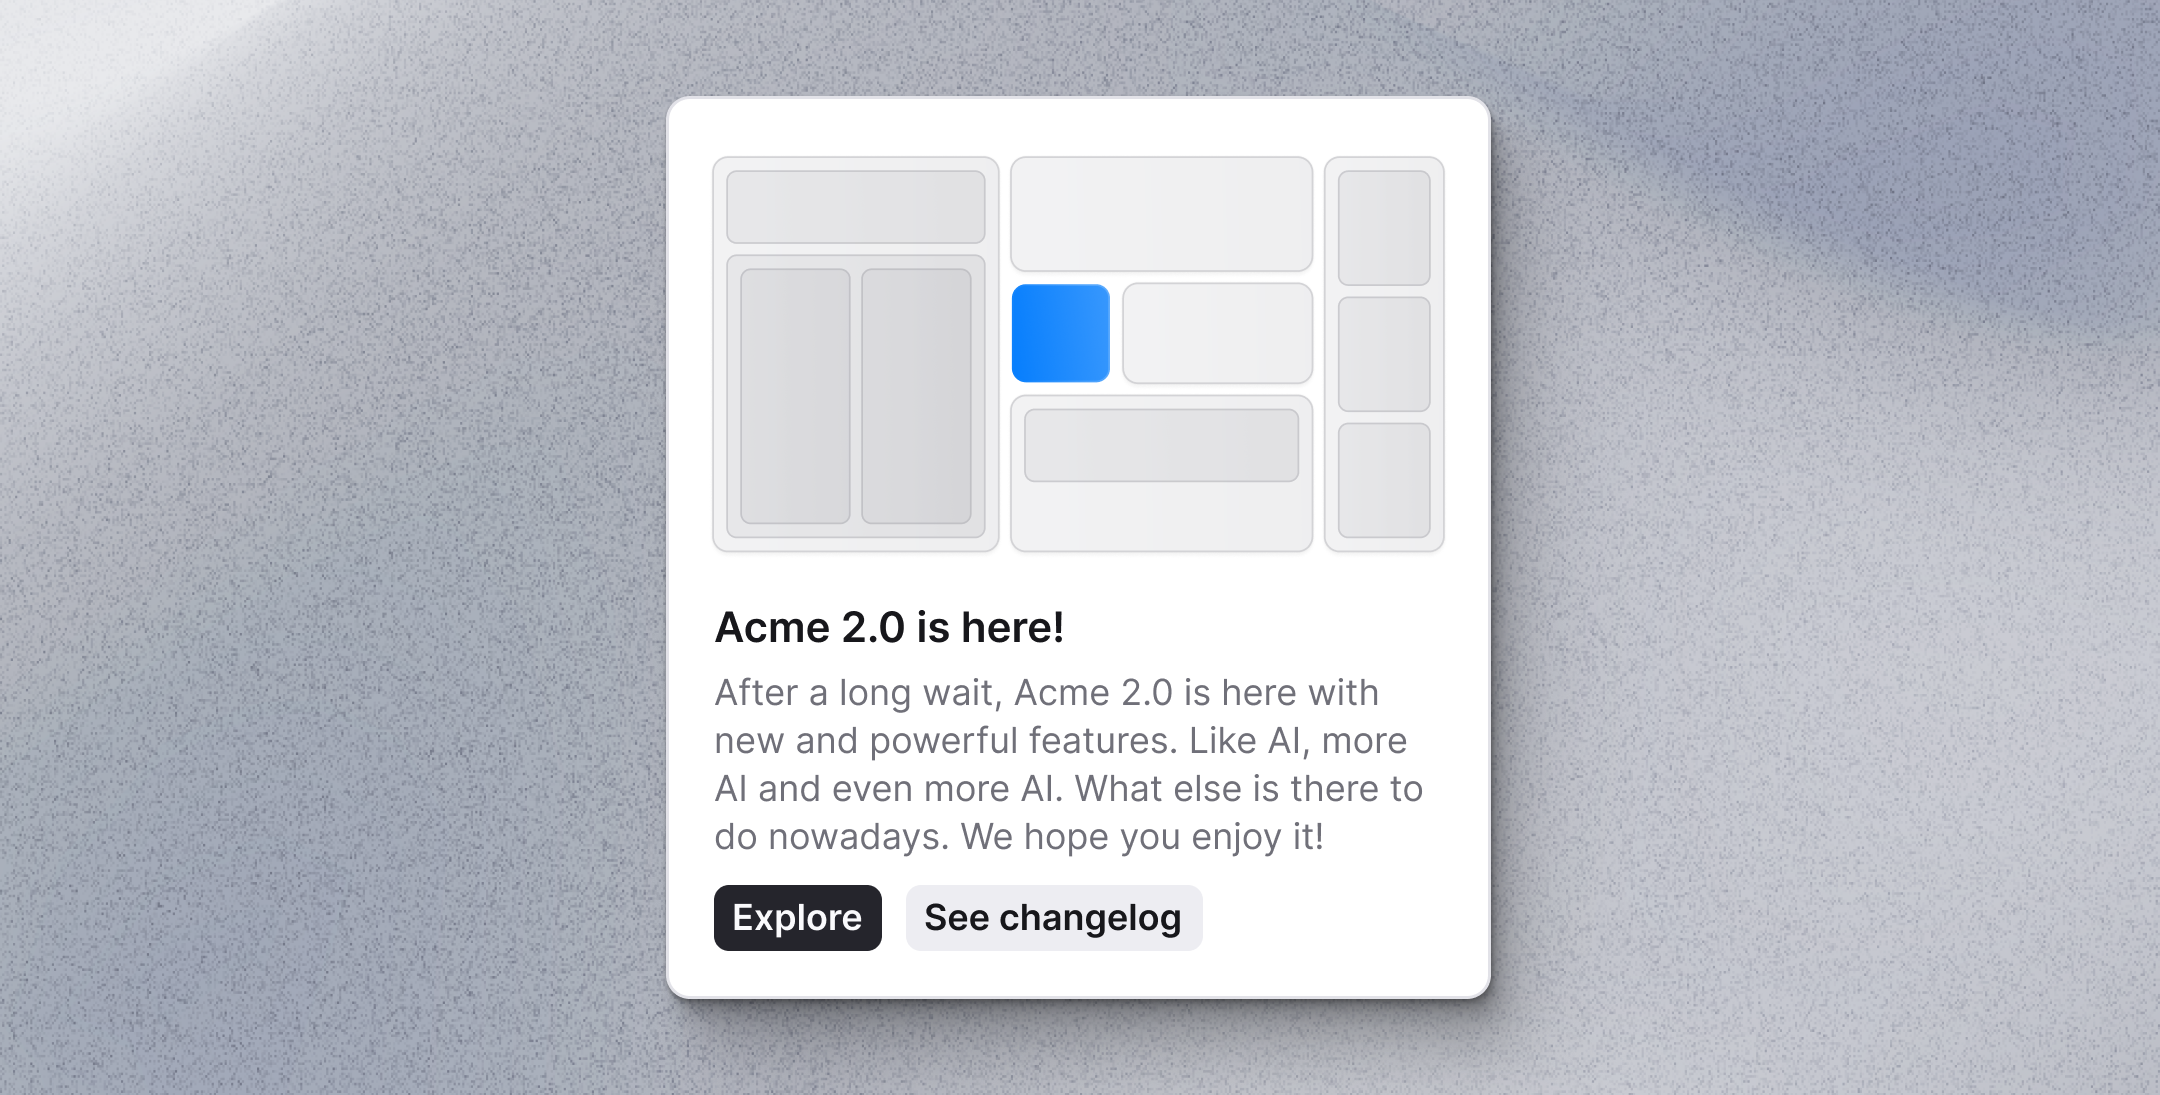 Acme 2.0 is here!
After a long wait, Acme 2.0 is here with
new and powerful features. Like AI, more
AI and even more AI. What else is there to
do nowadays. We hope you enjoy it!
Explore
See changelog